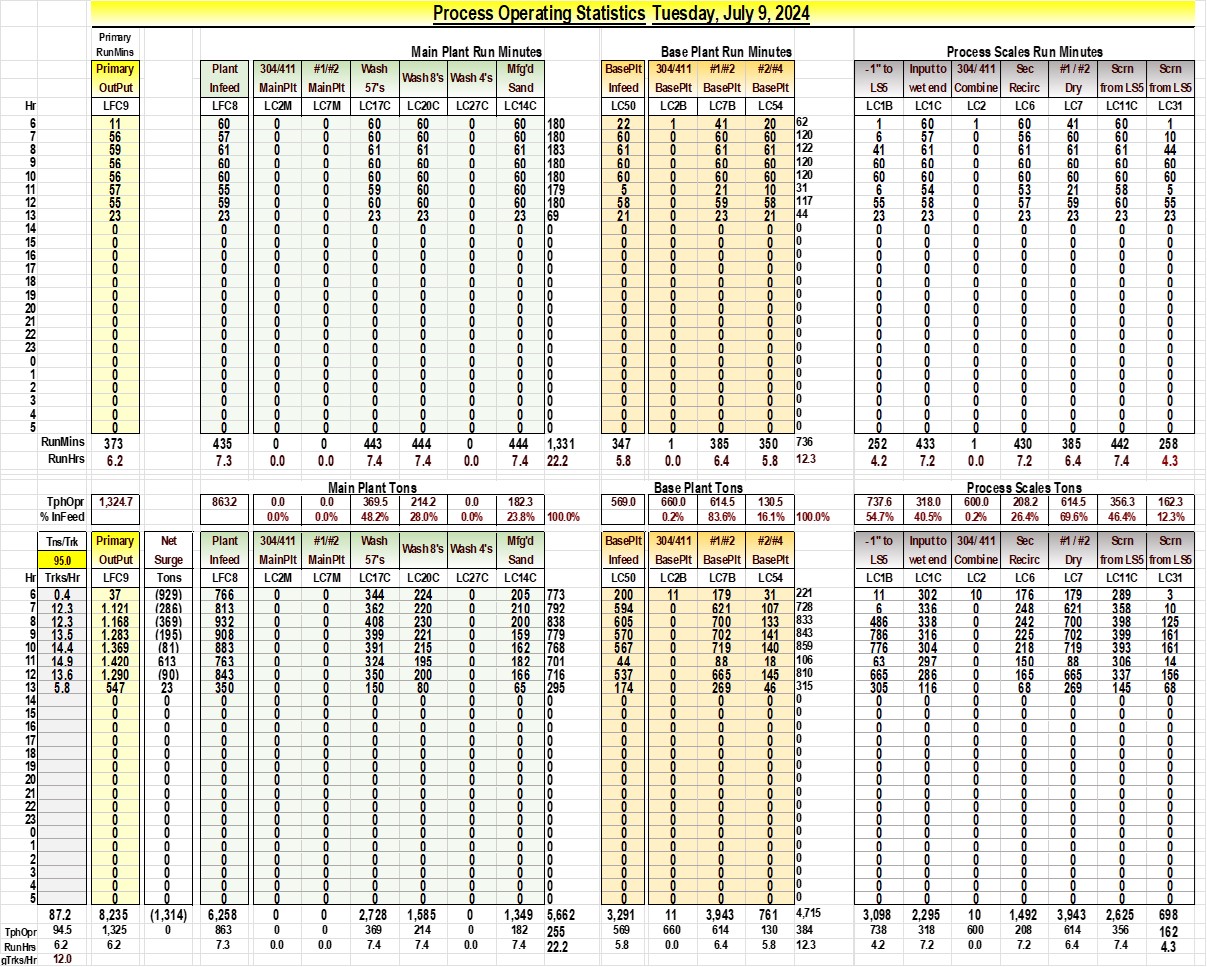 Process Operating Statistics Tuesday, July 9, 2024
Primary
RunMins Main Plant Run Minutes Base Plant Run Minutes Process Scales Run Minutes
Primary Plant 304/411 #1/#2 Wash Wash 8's Wash 4's Mfg'd BasePlt 304/411 #1/#2 #2/#4 -1" to Input to 304/ 411 Sec #1 / #2 Scrn Scrn
OutPut Infeed MainPlt MainPlt 57's Sand Infeed BasePlt BasePlt BasePlt LS5 wet end Combine Recirc Dry from LS5 from LS5
Hr LFC9 LFC8 LC2M LC7M LC17C LC20C LC27C LC14C LC50 LC2B LC7B LC54 LC1B LC1C LC2 LC6 LC7 LC11C LC31
6 11 60 0 0 60 60 0 60 180 22 1 41 20 62 1 60 1 60 41 60 1
7 56 57 0 0 60 60 0 60 180 60 0 60 60 120 6 57 0 56 60 60 10
8 59 61 0 0 61 61 0 61 183 61 0 61 61 122 41 61 0 61 61 61 44
9 56 60 0 0 60 60 0 60 180 60 0 60 60 120 60 60 0 60 60 60 60
10 56 60 0 0 60 60 0 60 180 60 0 60 60 120 60 60 0 60 60 60 60
11 57 55 0 0 59 60 0 60 179 5 0 21 10 31 6 54 0 53 21 58 5
12 55 59 0 0 60 60 0 60 180 58 0 59 58 117 55 58 0 57 59 60 55
13 23 23 0 0 23 23 0 23 69 21 0 23 21 44 23 23 0 23 23 23 23
14 0 0 0 0 0 0 0 0 0 0 0 0 0 0 0 0 0 0 0 0 0
15 0 0 0 0 0 0 0 0 0 0 0 0 0 0 0 0 0 0 0 0 0
16 0 0 0 0 0 0 0 0 0 0 0 0 0 0 0 0 0 0 0 0 0
17 0 0 0 0 0 0 0 0 0 0 0 0 0 0 0 0 0 0 0 0 0
18 0 0 0 0 0 0 0 0 0 0 0 0 0 0 0 0 0 0 0 0 0
19 0 0 0 0 0 0 0 0 0 0 0 0 0 0 0 0 0 0 0 0 0
20 0 0 0 0 0 0 0 0 0 0 0 0 0 0 0 0 0 0 0 0 0
21 0 0 0 0 0 0 0 0 0 0 0 0 0 0 0 0 0 0 0 0 0
22 0 0 0 0 0 0 0 0 0 0 0 0 0 0 0 0 0 0 0 0 0
23 0 0 0 0 0 0 0 0 0 0 0 0 0 0 0 0 0 0 0 0 0
0 0 0 0 0 0 0 0 0 0 0 0 0 0 0 0 0 0 0 0 0 0
1 0 0 0 0 0 0 0 0 0 0 0 0 0 0 0 0 0 0 0 0 0
2 0 0 0 0 0 0 0 0 0 0 0 0 0 0 0 0 0 0 0 0 0
3 0 0 0 0 0 0 0 0 0 0 0 0 0 0 0 0 0 0 0 0 0
4 0 0 0 0 0 0 0 0 0 0 0 0 0 0 0 0 0 0 0 0 0
5 0 0 0 0 0 0 0 0 0 0 0 0 0 0 0 0 0 0 0 0 0
RunMins 373 435 0 0 443 444 0 444 1,331 347 1 385 350 736 252 433 1 430 385 442 258
RunHrs 6.2 7.3 0.0 0.0 7.4 7.4 0.0 7.4 22.2 5.8 0.0 6.4 5.8 12.3 4.2 7.2 0.0 7.2 6.4 7.4 4.3
Main Plant Tons Base Plant Tons Process Scales Tons
TphOpr 1,324.7 863.2 0.0 0.0 369.5 214.2 0.0 182.3 569.0 660.0 614.5 130.5 737.6 318.0 600.0 208.2 614.5 356.3 162.3
% InFeed 0.0% 0.0% 48.2% 28.0% 0.0% 23.8% 100.0% 0.2% 83.6% 16.1% 100.0% 54.7% 40.5% 0.2% 26.4% 69.6% 46.4% 12.3%
Tns/Trk Primary Net Plant 304/411 #1/#2 Wash Wash 8's Wash 4's Mfg'd BasePlt 304/411 #1/#2 #2/#4 -1" to Input to 304/ 411 Sec #1 / #2 Scrn Scrn
95.0 OutPut Surge Infeed MainPlt MainPlt 57's Sand Infeed BasePlt BasePlt BasePlt LS5 wet end Combine Recirc Dry from LS5 from LS5
Hr Trks/Hr LFC9 Tons LFC8 LC2M LC7M LC17C LC20C LC27C LC14C LC50 LC2B LC7B LC54 LC1B LC1C LC2 LC6 LC7 LC11C LC31
6 0.4 37 (929) 766 0 0 344 224 0 205 773 200 11 179 31 221 11 302 10 176 179 289 3
7 12.3 1.121 (286) 813 0 0 362 220 0 210 792 594 0 621 107 728 6 336 0 248 621 358 10
8 12.3 1.168 (369) 932 0 0 408 230 0 200 838 605 0 700 133 833 486 338 0 242 700 398 125
9 13.5 1.283 (195) 908 0 0 399 221 0 159 779 570 0 702 141 843 786 316 0 225 702 399 161
10 14.4 1.369 (81) 883 0 0 391 215 0 162 768 567 0 719 140 859 776 304 0 218 719 393 161
11 14.9 1.420 613 763 0 0 324 195 0 182 701 44 0 88 18 106 63 297 0 150 88 306 14
12 13.6 1.290 (90) 843 0 0 350 200 0 166 716 537 0 665 145 810 665 286 0 165 665 337 156
13 5.8 547 23 350 0 0 150 80 0 65 295 174 0 269 46 315 305 116 0 68 269 145 68
14 0 0 0 0 0 0 0 0 0 0 0 0 0 0 0 0 0 0 0 0 0 0
15 0 0 0 0 0 0 0 0 0 0 0 0 0 0 0 0 0 0 0 0 0 0
16 0 0 0 0 0 0 0 0 0 0 0 0 0 0 0 0 0 0 0 0 0 0
17 0 0 0 0 0 0 0 0 0 0 0 0 0 0 0 0 0 0 0 0 0 0
18 0 0 0 0 0 0 0 0 0 0 0 0 0 0 0 0 0 0 0 0 0 0
19 0 0 0 0 0 0 0 0 0 0 0 0 0 0 0 0 0 0 0 0 0 0
20 0 0 0 0 0 0 0 0 0 0 0 0 0 0 0 0 0 0 0 0 0 0
21 0 0 0 0 0 0 0 0 0 0 0 0 0 0 0 0 0 0 0 0 0 0
22 0 0 0 0 0 0 0 0 0 0 0 0 0 0 0 0 0 0 0 0 0 0
23 0 0 0 0 0 0 0 0 0 0 0 0 0 0 0 0 0 0 0 0 0 0
0 0 0 0 0 0 0 0 0 0 0 0 0 0 0 0 0 0 0 0 0 0 0
1 0 0 0 0 0 0 0 0 0 0 0 0 0 0 0 0 0 0 0 0 0 0
2 0 0 0 0 0 0 0 0 0 0 0 0 0 0 0 0 0 0 0 0 0 0
3 0 0 0 0 0 0 0 0 0 0 0 0 0 0 0 0 0 0 0 0 0 0
4 0 0 0 0 0 0 0 0 0 0 0 0 0 0 0 0 0 0 0 0 0 0
5 0 0 0 0 0 0 0 0 0 0 0 0 0 0 0 0 0 0 0 0 0 0
87.2 8,235 (1,314) 6,258 0 0 2,728 1,585 0 1,349 5,662 3,291 11 3,943 761 4,715 3,098 2,295 10 1,492 3,943 2,625 698
TphOpr 94.5 1,325 0 863 0 0 369 214 0 182 255 569 660 614 130 384 738 318 600 208 614 356 162
RunHrs 6.2 6.2 7.3 0.0 0.0 7.4 7.4 0.0 7.4 22.2 5.8 0.0 6.4 5.8 12.3 4.2 7.2 0.0 7.2 6.4 7.4 4.3
gTrks/Hr 12.0